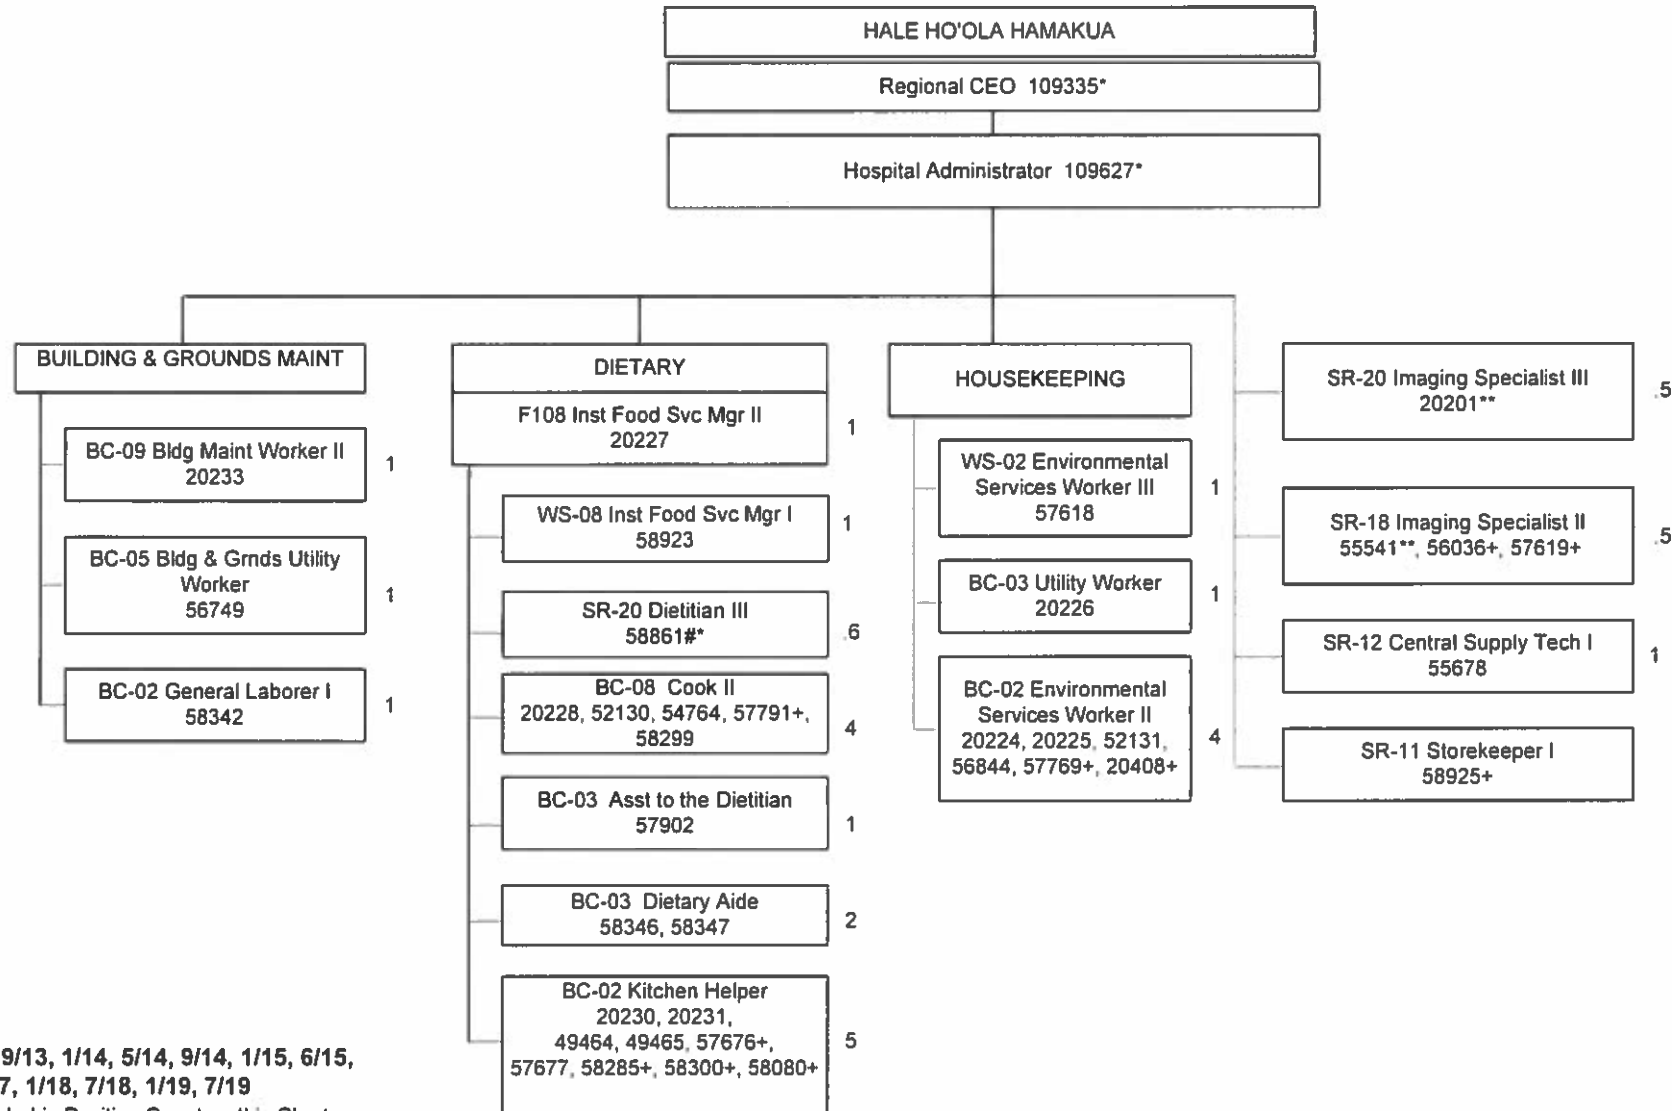 HALE HO'OLA HAMAKUA
Regional CEO 109335*
Hospital Administrator 109627*
BUILDING & GROUNDS MAINT
BC-09 Bldg Maint Worker II
20233
1
BC-05 Bldg & Grnds Utility
Worker
56749
1
BC-02 General Laborer I
58342
1
DIETARY
F108 Inst Food Svc Mgr II
20227
1
WS-08 Inst Food Svc Mgr I
58923
1
SR-20 Dietitian III
58861#*
.6
BC-08 Cook II
20228, 52130, 54764, 57791+,
58299
4
BC-03 Asst to the Dietitian
57902
1
BC-03 Dietary Aide
58346, 58347
2
BC-02 Kitchen Helper
20230, 20231,
49464, 49465, 57676+,
57677, 58285+, 58300+, 58080+
5
HOUSEKEEPING
WS-02 Environmental
Services Worker III
57618
1
BC-03 Utility Worker
20226
1
BC-02 Environmental
Services Worker II
20224, 20225, 52131,
56844, 57769+, 20408+
4
SR-20 Imaging Specialist III
20201**
.5
SR-18 Imaging Specialist II
55541**, 56036+, 57619+
.5
SR-12 Central Supply Tech I
55678
1
SR-11 Storekeeper I
58925+
9/13, 1/14, 5/14, 9/14, 1/15, 6/15,
7, 1/18, 7/18, 1/19, 7/19